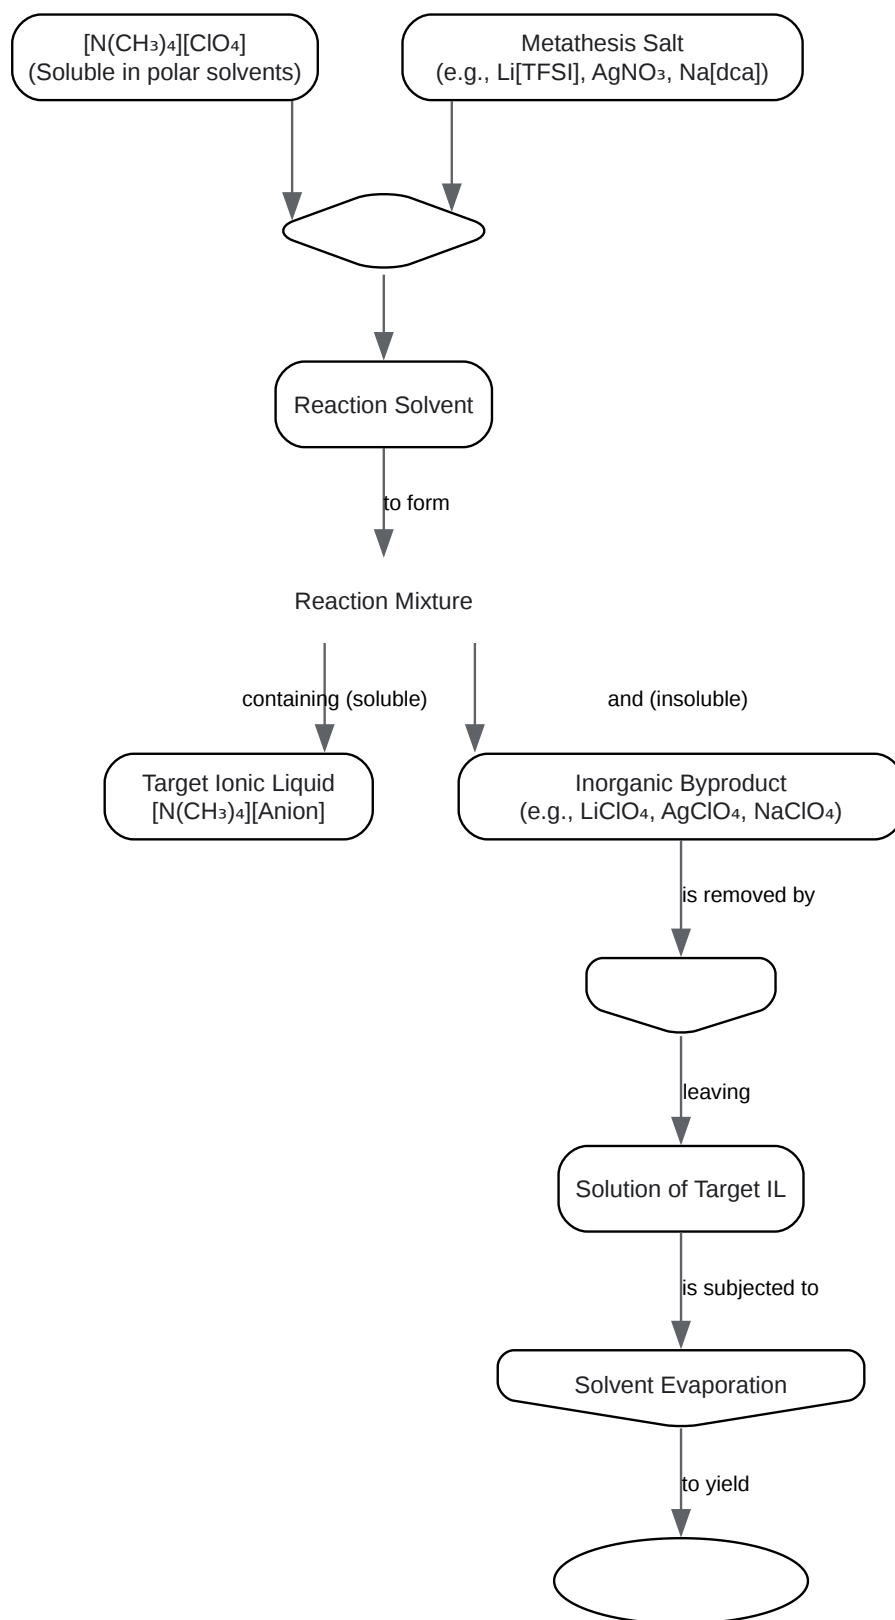 [N(CH₃)₄][ClO₄]
(Soluble in polar solvents)
Metathesis Salt
(e.g., Li[TFSI], AgNO₃, Na[dca])
Reaction Solvent
to form
Reaction Mixture
containing (soluble)
and (insoluble)
Target Ionic Liquid
[N(CH₃)₄][Anion]
Inorganic Byproduct
(e.g., LiClO₄, AgClO₄, NaClO₄)
is removed by
leaving
Solution of Target IL
is subjected to
Solvent Evaporation
to yield